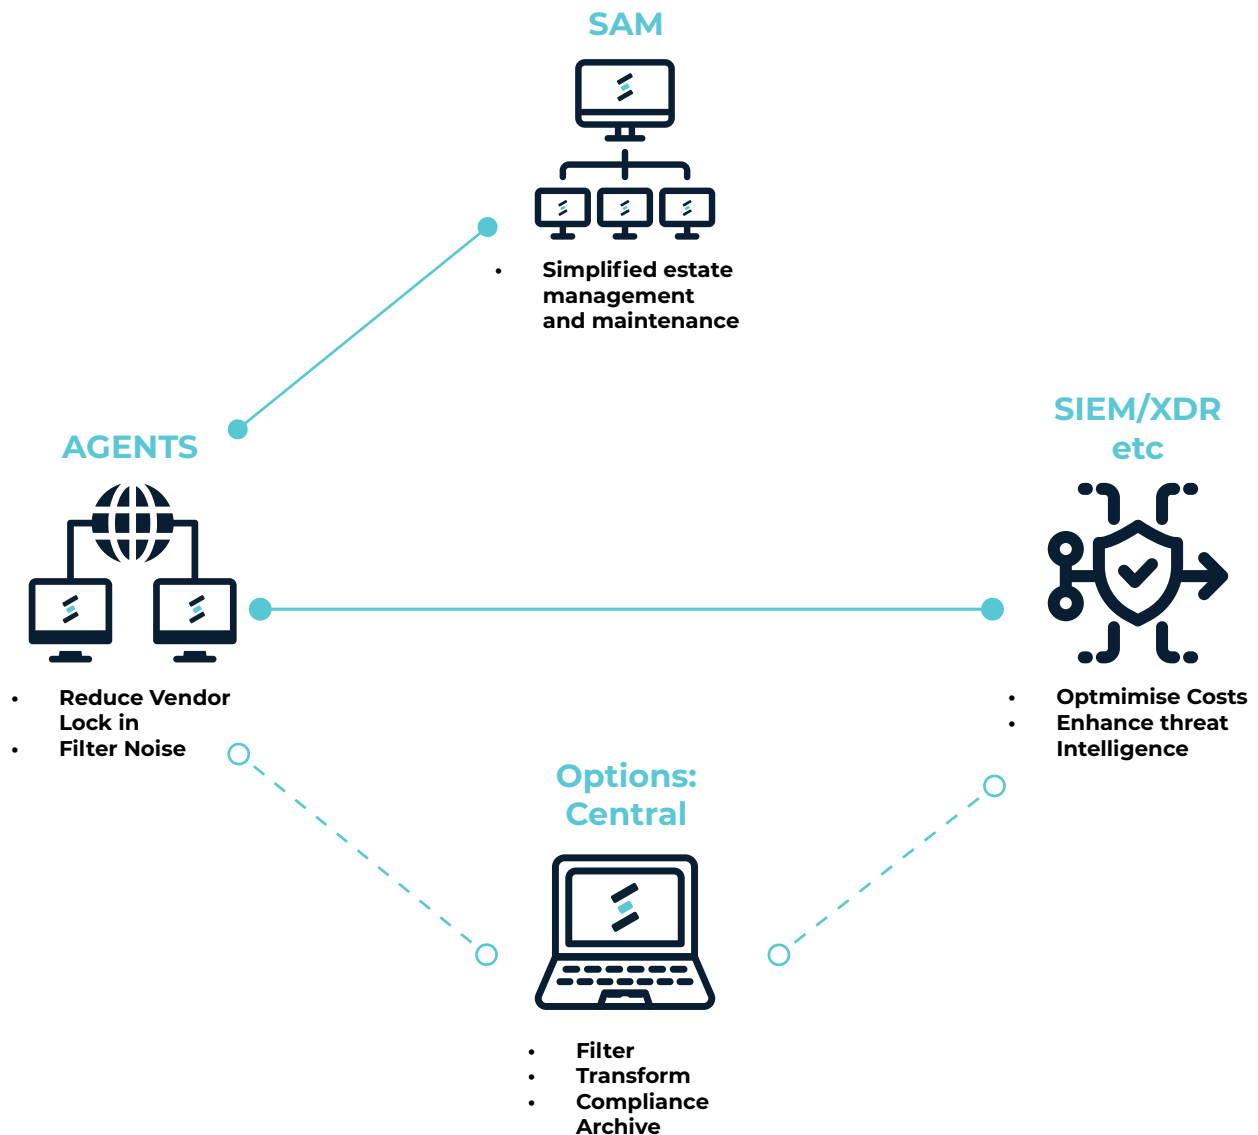 SAM
• Simplified estate
management
and maintenance
AGENTS
• Reduce Vendor
Lock in
• Filter Noise
SIEM/XDR
etc
• Optmimise Costs
• Enhance threat
Intelligence
Options:
Central
• Filter
• Transform
• Compliance
Archive